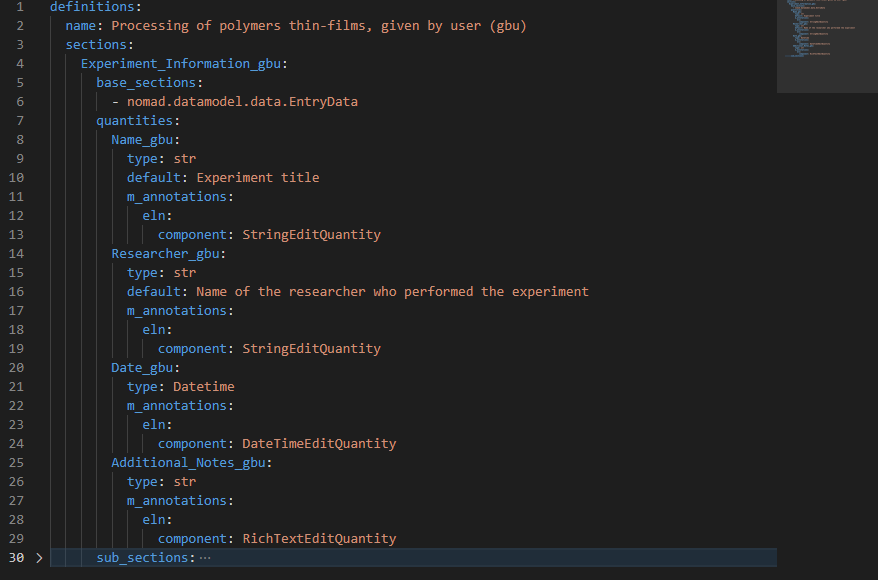 1 definitions:
2 name: Processing of polymers thin-films, given by user (gbu)
3 sections:
4 Experiment_Information_gbu:
5 base_sections:
6 - nomad.datamodel.data.EntryData
7 quantities:
8 Name_gbu:
9 type: str
10 default: Experiment title
11 m_annotations:
12 eln:
13 component: StringEditQuantity
14 Researcher_gbu:
15 type: str
16 default: Name of the researcher who performed the experiment
17 m_annotations:
18 eln:
19 component: StringEditQuantity
20 Date_gbu:
21 type: Datetime
22 m_annotations:
23 eln:
24 component: DateTimeEditQuantity
25 Additional_Notes_gbu:
26 type: str
27 m_annotations:
28 eln:
29 component: RichTextEditQuantity
30 > sub_sections:···